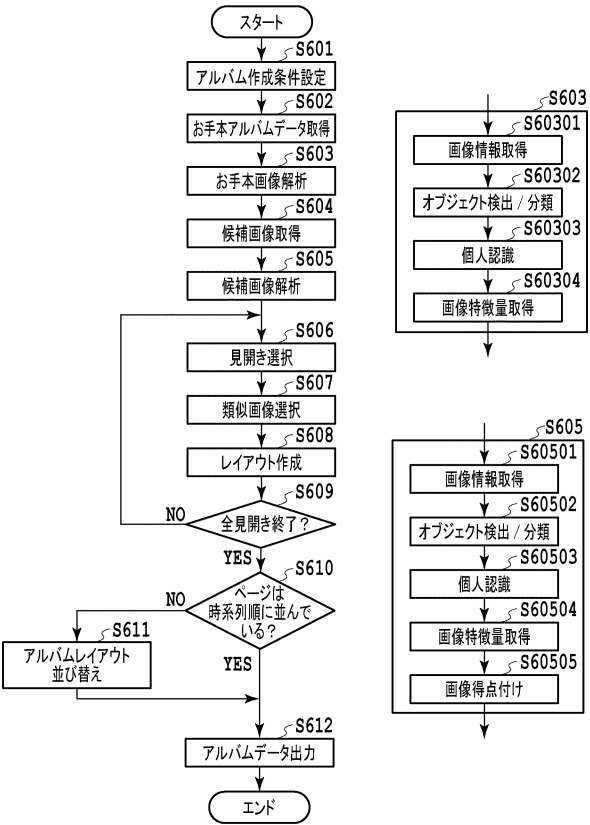 スタート
S601
アルバム作成条件設定
S602
お手本アルバムデータ取得
S603
お手本画像解析
S604
候補画像取得
S605
候補画像解析
S606
見開き選択
S607
類似画像選択
S608
レイアウト作成
S609
全見開き終了?
NO
YES
S610
ページは
時系列順に並んで
いる?
NO
YES
S611
アルバムレイアウト
並び替え
S612
アルバムデータ出力
エンド
S603
S60301
画像情報取得
S60302
オブジェクト検出 / 分類
S60303
個人認識
S60304
画像特徴量取得
S605
S60501
画像情報取得
S60502
オブジェクト検出 / 分類
S60503
個人認識
S60504
画像特徴量取得
S60505
画像得点付け